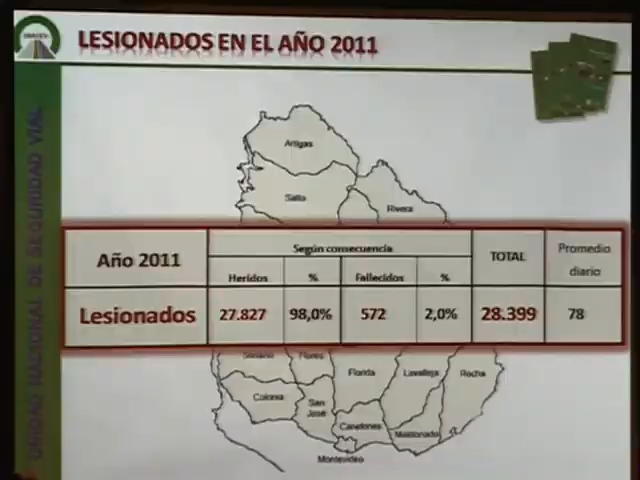 LESIONADOS EN EL AÑO 2011
UNIDAD NACIONAL DE SEGURIDAD VIAL
Artigas
Salto
Rivera
Año 2011
Según consecuencia
TOTAL
Promedio
diario
Heridos
%
Fallecidos
%
Lesionados
27.827
98,0%
572
2,0%
28.399
78
Soriano
Flores
Florida
Lavalleja
Rocha
Colonia
San
José
Canelones
Maldonado
Montevideo